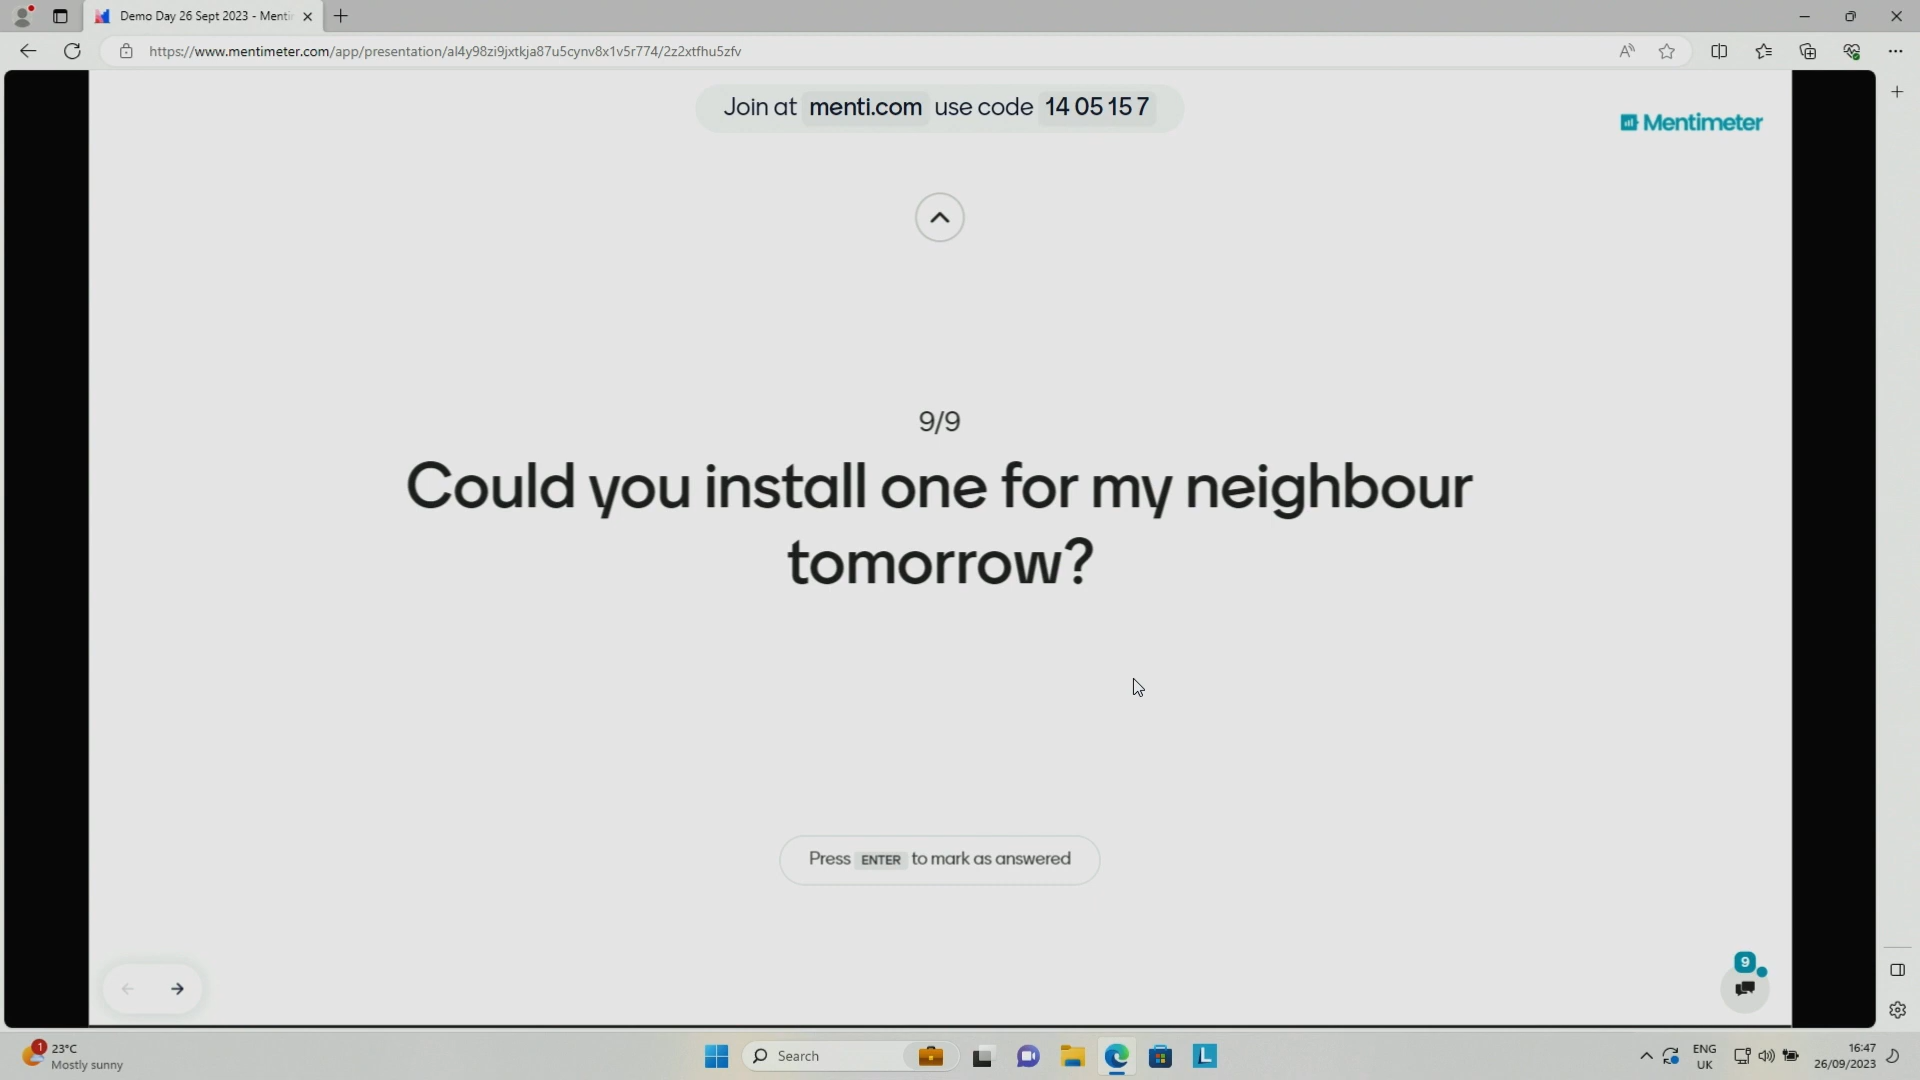 Demo Day 26 Sept 2023 - Menti
https://www.mentimeter.com/app/presentation/al4y98zi9jxtkja87u5cynv8x1v5r774/2z2xtfhu5zfv
Join at menti.com use code 14 05 15 7
Mentimeter
9/9
Could you install one for my neighbour
tomorrow?
Press ENTER to mark as answered
9
1
23°C
Mostly sunny
Search
L
ENG
UK
16:47
26/09/2023